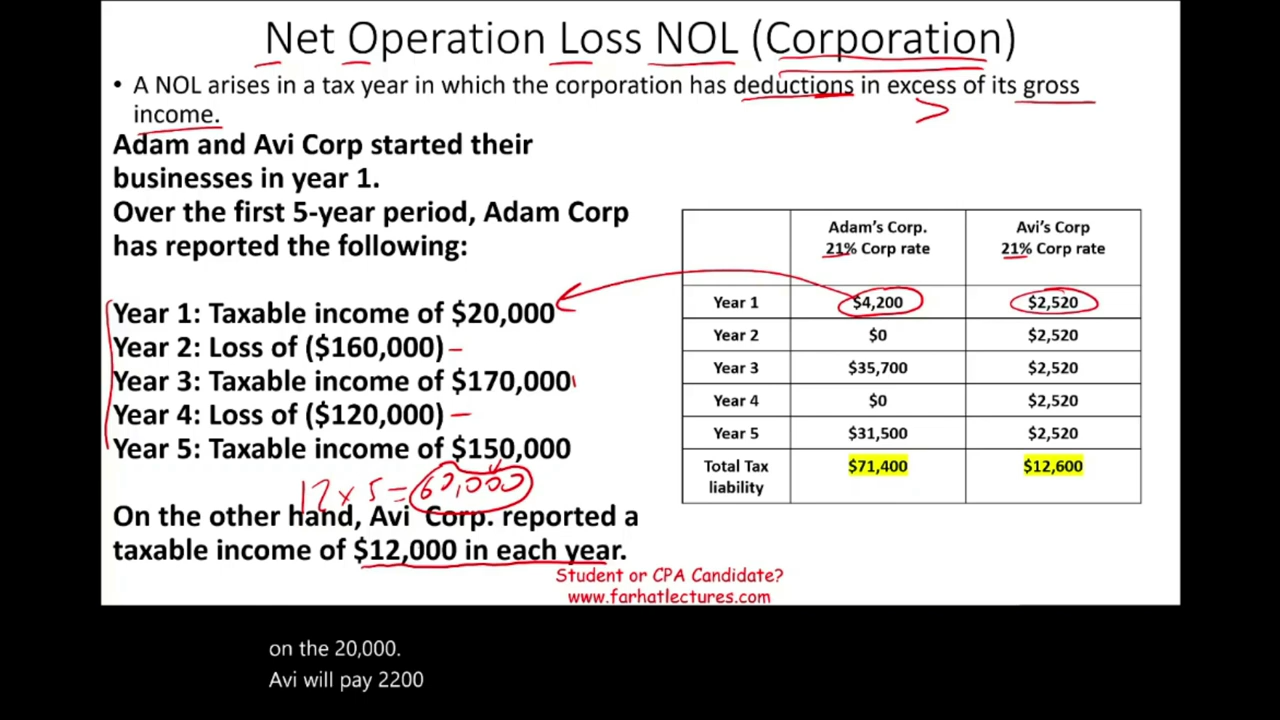 Net Operation Loss NOL (Corporation)
• A NOL arises in a tax year in which the corporation has deductions in excess of its gross
income.
>
Adam and Avi Corp started their
businesses in year 1.
Over the first 5-year period, Adam Corp
has reported the following:
Year 1: Taxable income of $20,000
Year 2: Loss of ($160,000)
Year 3: Taxable income of $170,000
Year 4: Loss of ($120,000)
Year 5: Taxable income of $150,000
12 x 5 = 60,000
On the other hand, Avi Corp. reported a
taxable income of $12,000 in each year.
Adam's Corp. Avi's Corp
21% Corp rate 21% Corp rate
Year 1 $4,200 $2,520
Year 2 $0 $2,520
Year 3 $35,700 $2,520
Year 4 $0 $2,520
Year 5 $31,500 $2,520
Total Tax $71,400 $12,600
liability
Student or CPA Candidate?
www.farhatlectures.com
on the 20,000.
Avi will pay 2200